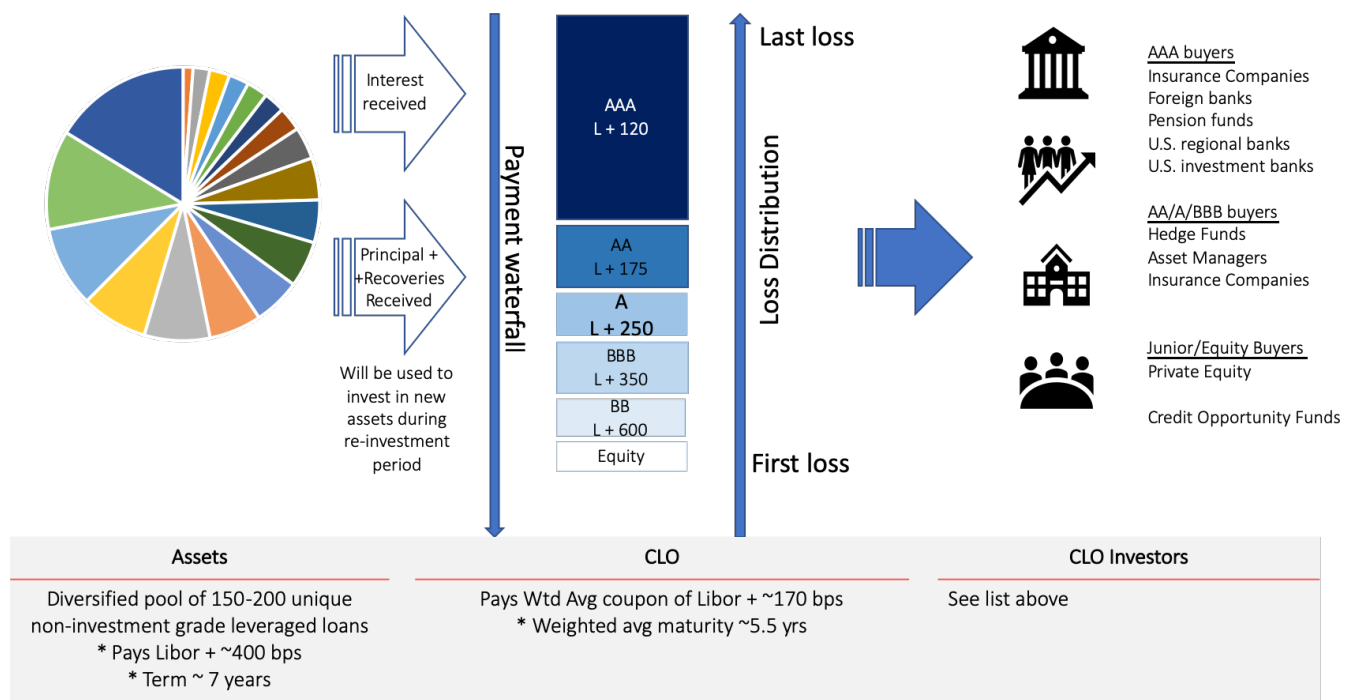 Interest
received
Principal +
+Recoveries
Received
Will be used to
invest in new
assets during
re-investment
period
Payment waterfall
AAA
L + 120
AA
L + 175
A
L + 250
BBB
L + 350
BB
L + 600
Equity
Last loss
Loss Distribution
First loss
AAA buyers
Insurance Companies
Foreign banks
Pension funds
U.S. regional banks
U.S. investment banks
AA/A/BBB buyers
Hedge Funds
Asset Managers
Insurance Companies
Junior/Equity Buyers
Private Equity
Credit Opportunity Funds
Assets
Diversified pool of 150-200 unique
non-investment grade leveraged loans
* Pays Libor + ~400 bps
* Term ~ 7 years
CLO
Pays Wtd Avg coupon of Libor + ~170 bps
* Weighted avg maturity ~5.5 yrs
CLO Investors
See list above